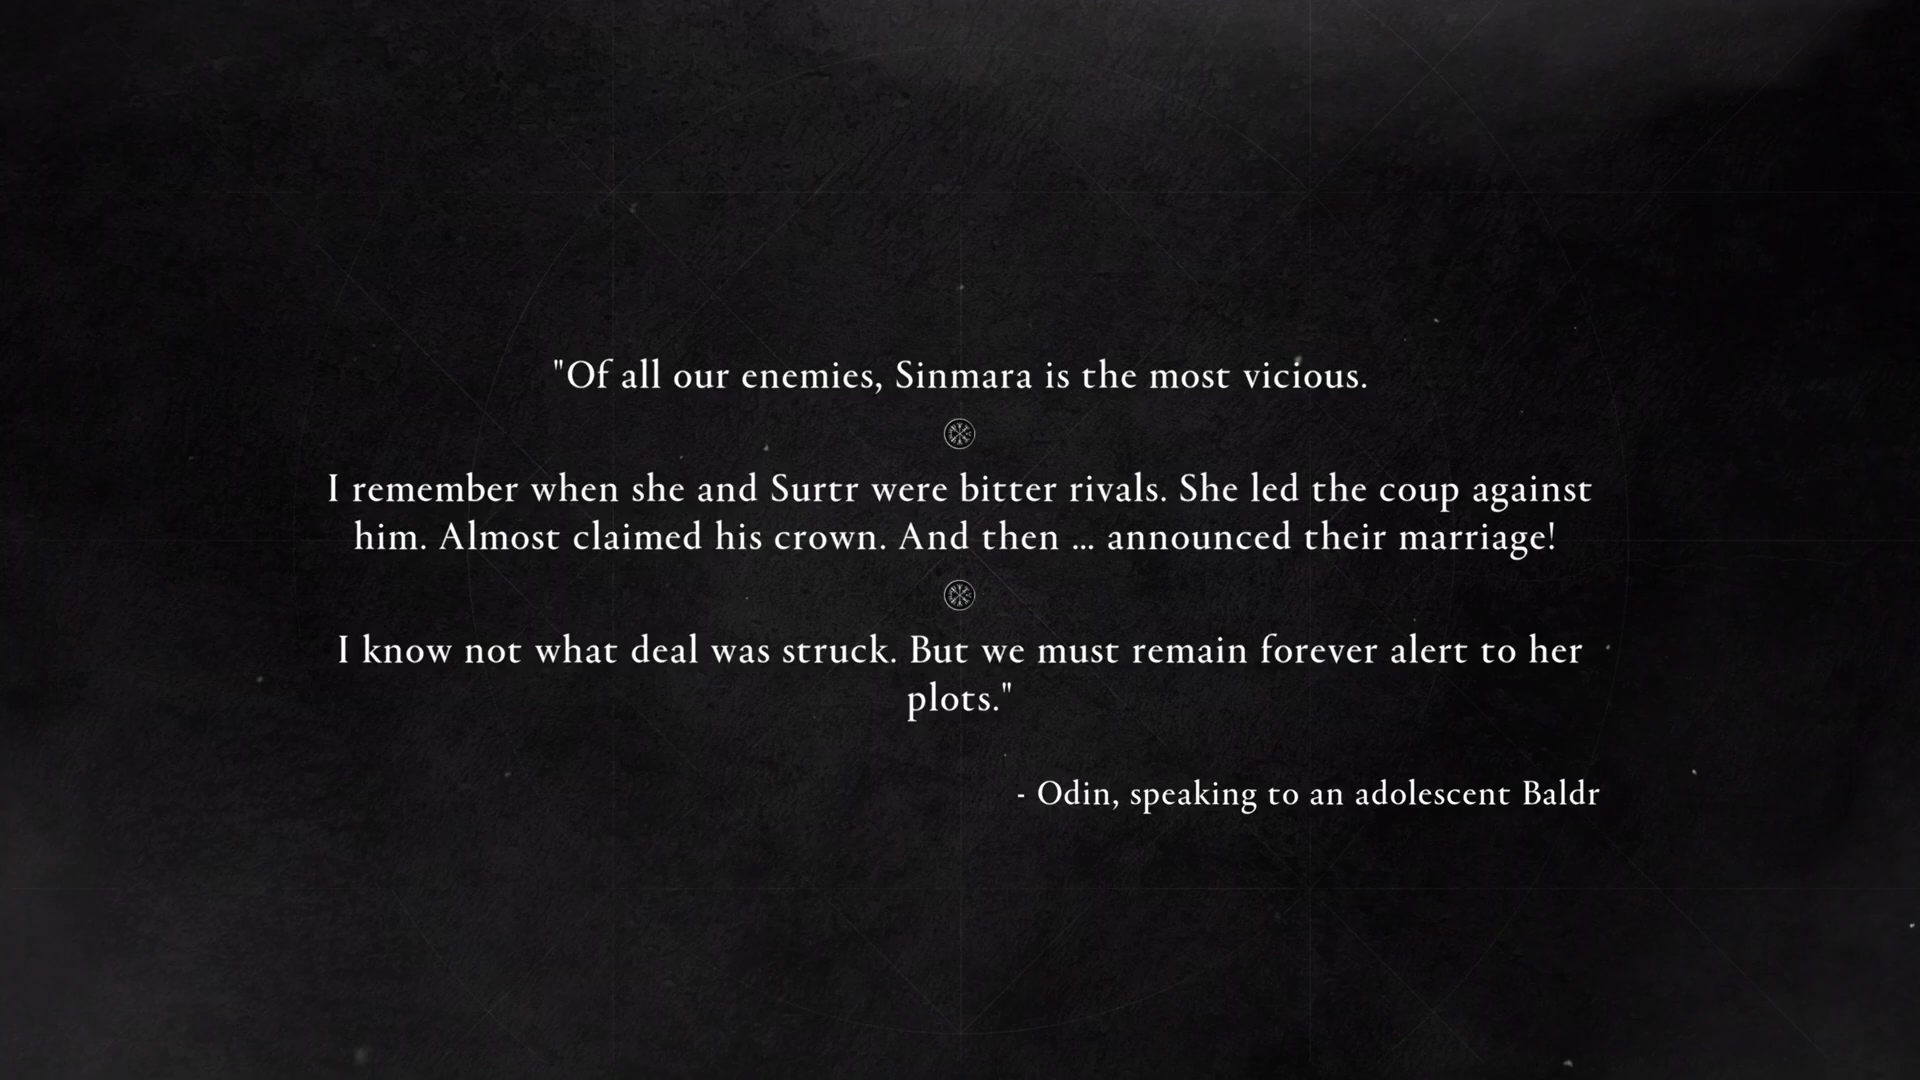 "Of all our enemies, Sinmara is the most vicious.
I remember when she and Surtr were bitter rivals. She led the coup against
him. Almost claimed his crown. And then ... announced their marriage!
I know not what deal was struck. But we must remain forever alert to her
plots."
- Odin, speaking to an adolescent Baldr